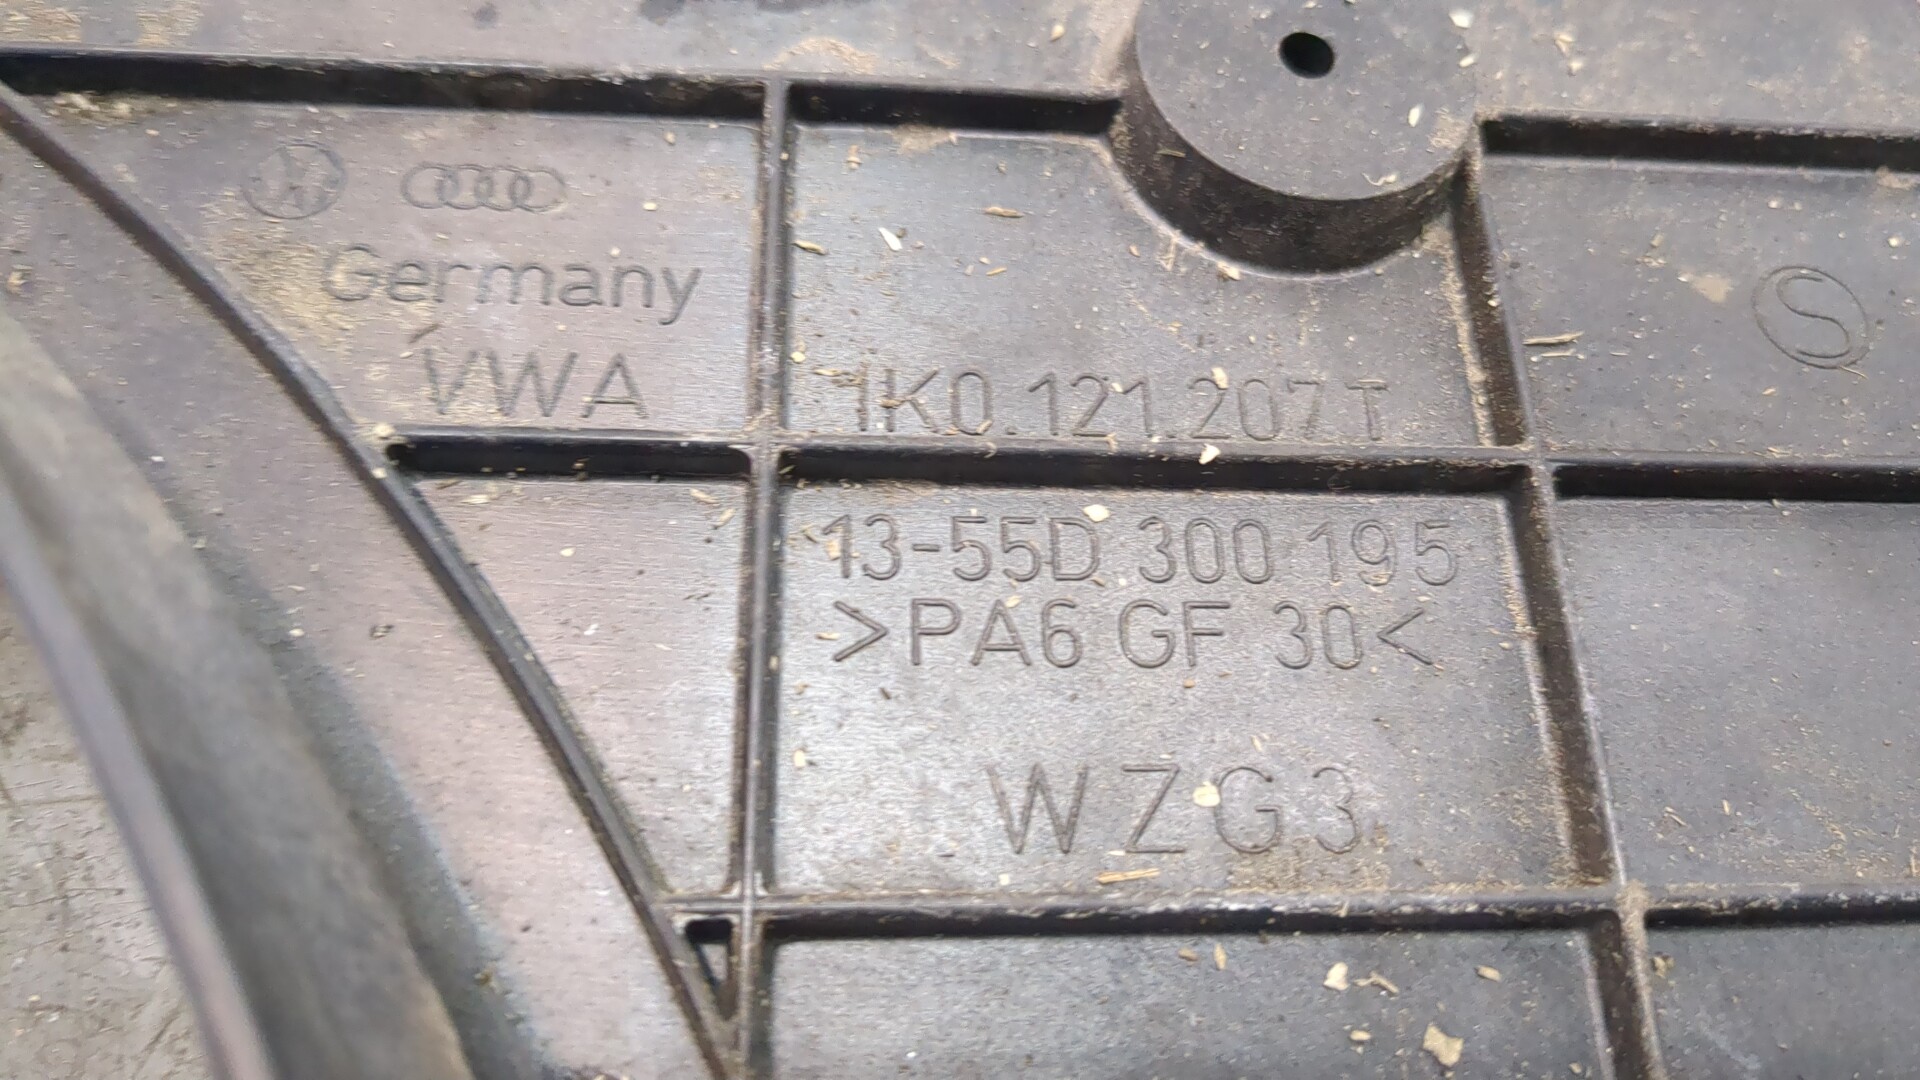 Germany
VWA
1K0.121.207 T
S
13-55D 300 195
>PA6 GF 30<
WZG3